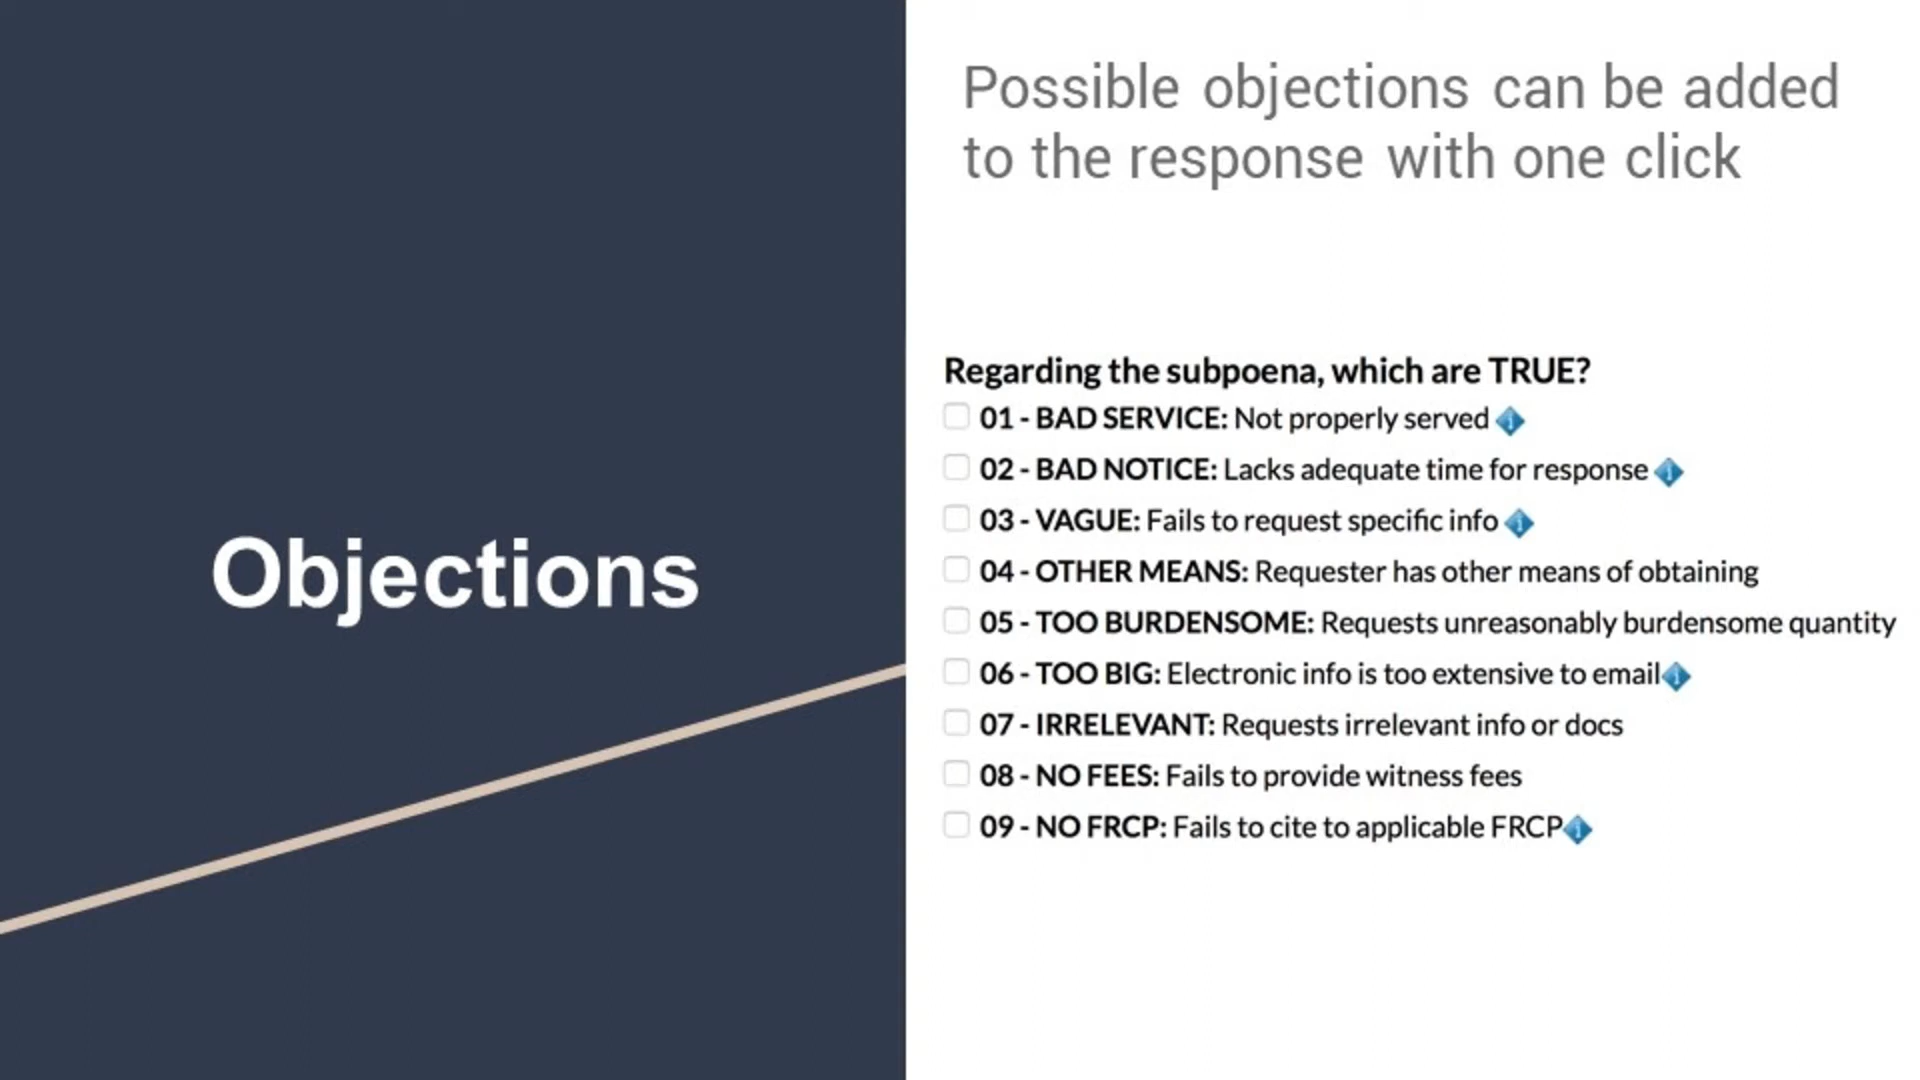 Objections
Possible objections can be added
to the response with one click
Regarding the subpoena, which are TRUE?
01 - BAD SERVICE: Not properly served
02 - BAD NOTICE: Lacks adequate time for response
03 - VAGUE: Fails to request specific info
04 - OTHER MEANS: Requester has other means of obtaining
05 - TOO BURDENSOME: Requests unreasonably burdensome quantity
06 - TOO BIG: Electronic info is too extensive to email
07 - IRRELEVANT: Requests irrelevant info or docs
08 - NO FEES: Fails to provide witness fees
09 - NO FRCP: Fails to cite to applicable FRCP